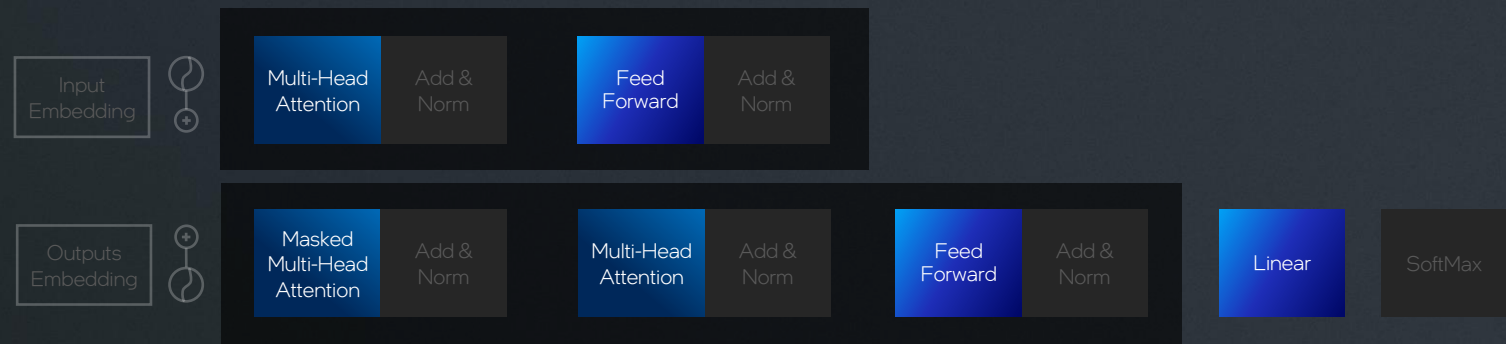 Input
Embedding
Multi-Head
Attention
Add &
Norm
Feed
Forward
Add &
Norm
Outputs
Embedding
Masked
Multi-Head
Attention
Add &
Norm
Multi-Head
Attention
Add &
Norm
Feed
Forward
Add &
Norm
Linear
SoftMax